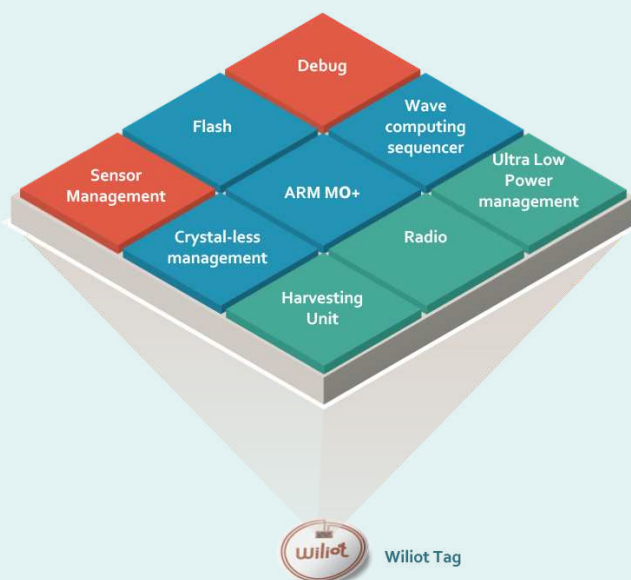 Debug
Flash
Wave
computing
sequencer
Sensor
Management
ARM MO+
Ultra Low
Power
management
Crystal-less
management
Radio
Harvesting
Unit
wiliot
Wiliot Tag